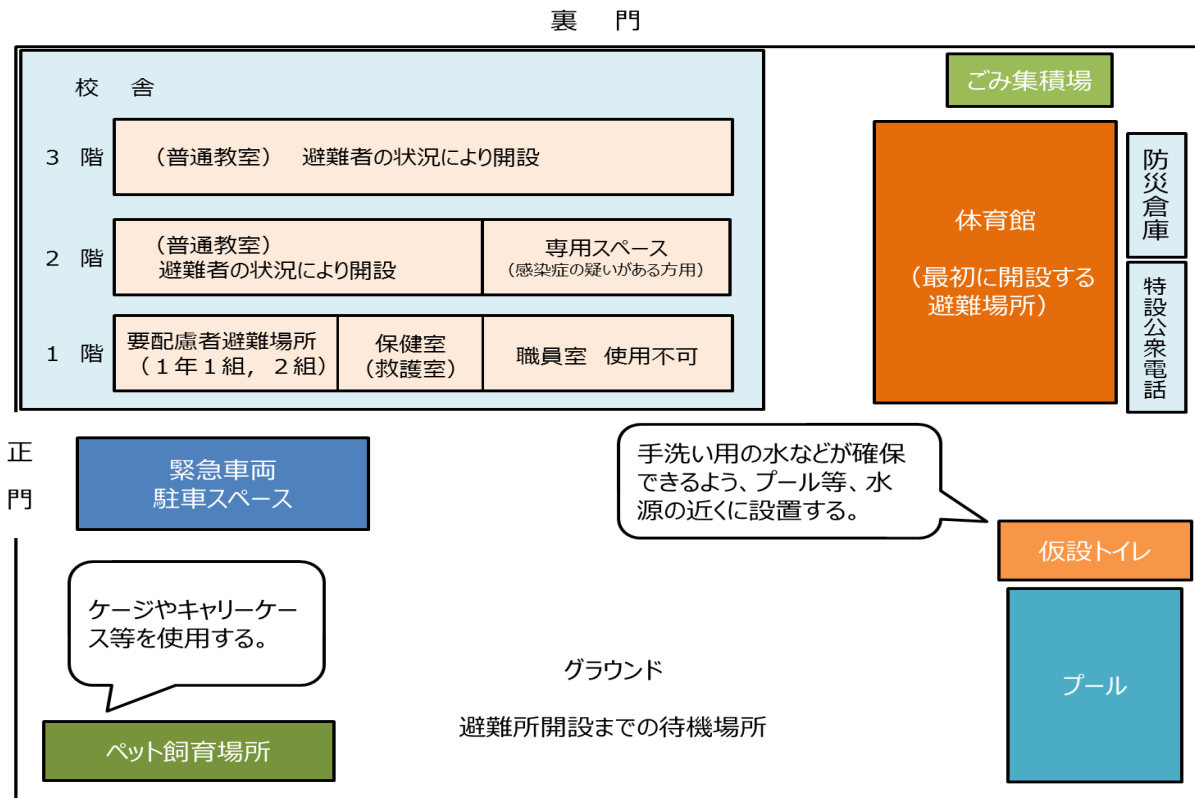 裏 門
校 舎
3 階
(普通教室) 避難者の状況により開設
2 階
(普通教室)
避難者の状況により開設
専用スペース
(感染症の疑いがある方用)
1 階
要配慮者避難場所
(1年1組, 2組)
保健室
(救護室)
職員室 使用不可
ごみ集積場
体育館
(最初に開設する
避難場所)
防災倉庫
特設公衆電話
正門
緊急車両
駐車スペース
手洗い用の水などが確保
できるよう、プール等、水
源の近くに設置する。
仮設トイレ
プール
ケージやキャリーケー
ス等を使用する。
ペット飼育場所
グラウンド
避難所開設までの待機場所